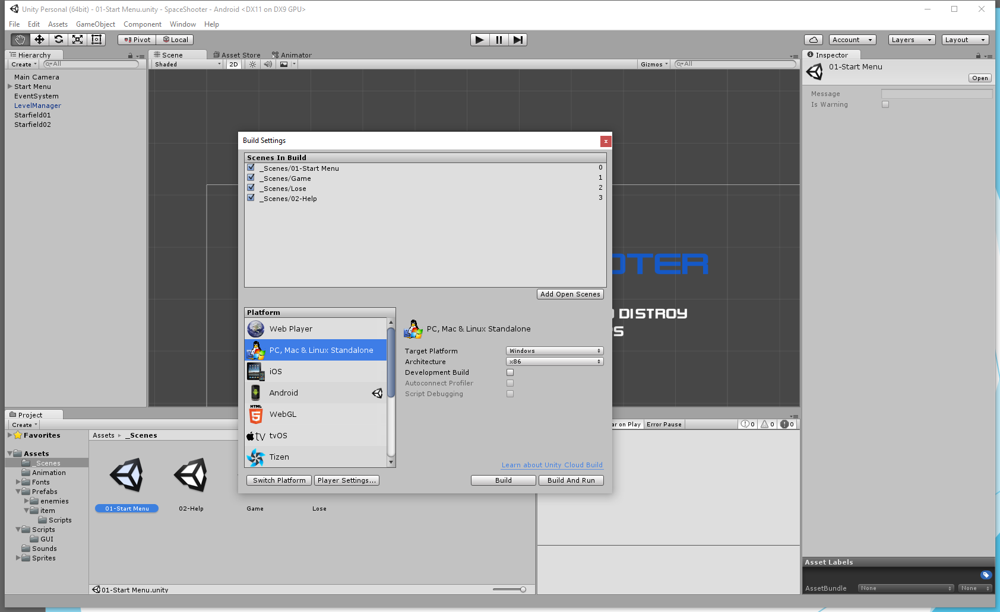 Unity Personal (64bit) - 01-Start Menu.unity - SpaceShooter - Android <DX11 on DX9 GPU>
File Edit Assets GameObject Component Window Help
Pivot Local Account Layers Layout
Hierarchy
Create All
Main Camera
Start Menu
EventSystem
LevelManager
Starfield01
Starfield02
Scene Asset Store Animator
Shaded 2D Gizmos All
OTER
DISTROY
PS
Inspector
01-Start Menu
Open
Message
Is Warning
Build Settings
x
Scenes In Build
_Scenes/01-Start Menu 0
_Scenes/Game 1
_Scenes/Lose 2
_Scenes/02-Help 3
Add Open Scenes
Platform
Web Player
PC, Mac & Linux Standalone
iOS
Android
HTML 5 WebGL
tv tvOS
Tizen
PC, Mac & Linux Standalone
Target Platform Windows
Architecture x86
Development Build
Autoconnect Profiler
Script Debugging
Learn about Unity Cloud Build
Switch Platform Player Settings... Build Build And Run
Project
Create
Favorites
Assets
_Scenes
Animation
Fonts
Prefabs
enemies
item
Scripts
Scripts
GUI
Sounds
Sprites
Assets _Scenes
01-Start Menu 02-Help Game Lose
01-Start Menu.unity
ar on Play Error Pause 0 0 0
Asset Labels
AssetBundle None None